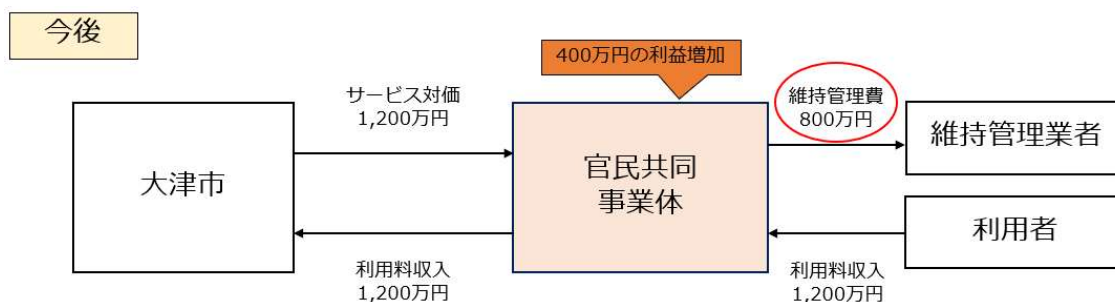 今後
400万円の利益増加
サービス対価
1,200万円
維持管理費
800万円
大津市
官民共同
事業体
維持管理業者
利用者
利用料収入
1,200万円
利用料収入
1,200万円